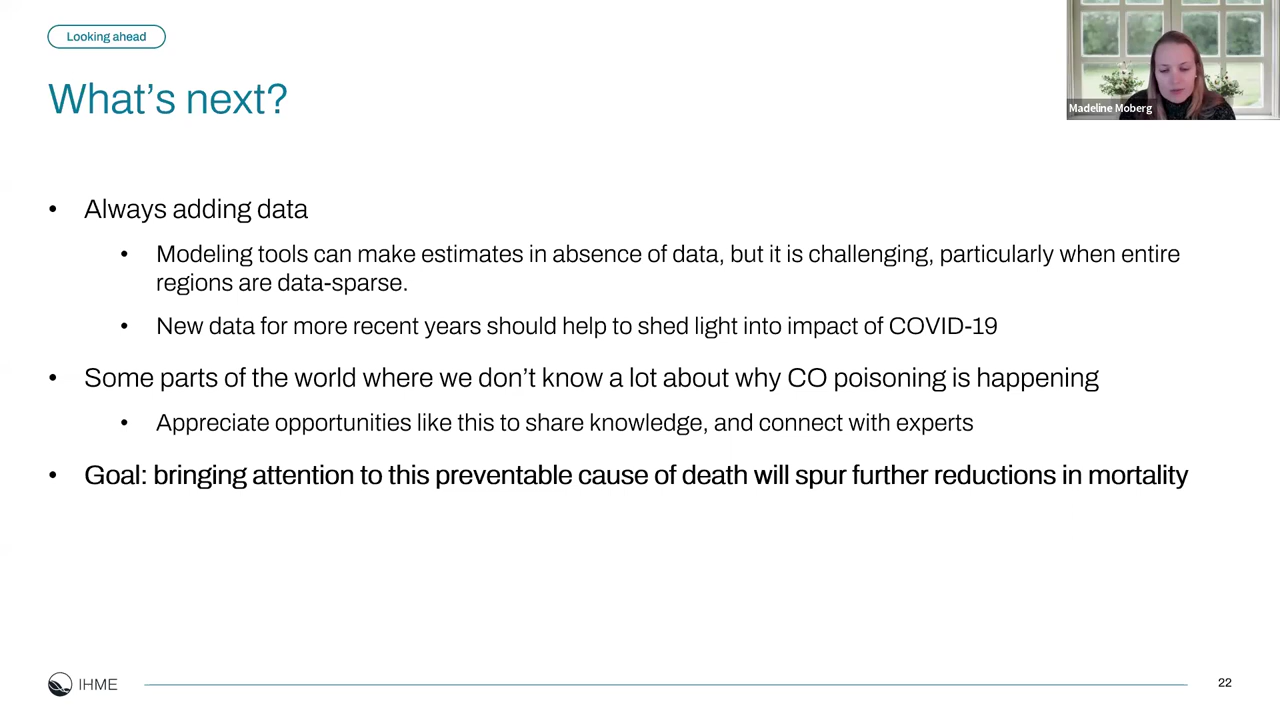 Looking ahead
What’s next?
Madeline Moberg
• Always adding data
• Modeling tools can make estimates in absence of data, but it is challenging, particularly when entire
regions are data-sparse.
• New data for more recent years should help to shed light into impact of COVID-19
• Some parts of the world where we don’t know a lot about why CO poisoning is happening
• Appreciate opportunities like this to share knowledge, and connect with experts
• Goal: bringing attention to this preventable cause of death will spur further reductions in mortality
IHME
22